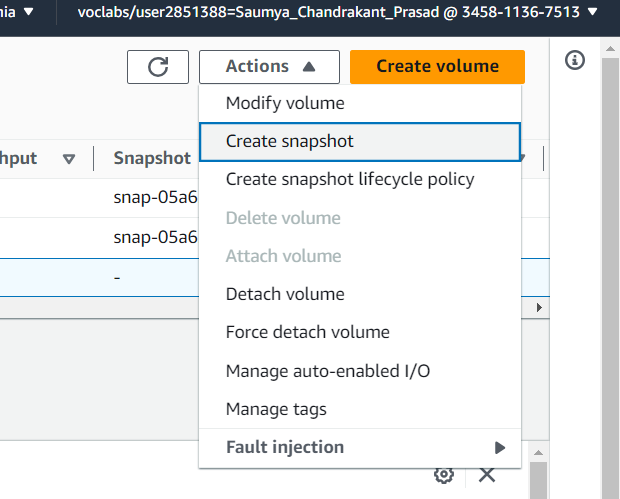 nia voclabs/user2851388=Saumya_Chandrakant_Prasad @ 3458-1136-7513
Actions Create volume
Modify volume
hput Snapshot Create snapshot
snap-05a6 Create snapshot lifecycle policy
Delete volume
snap-05a6
Attach volume
-
Detach volume
Force detach volume
Manage auto-enabled I/O
Manage tags
Fault injection